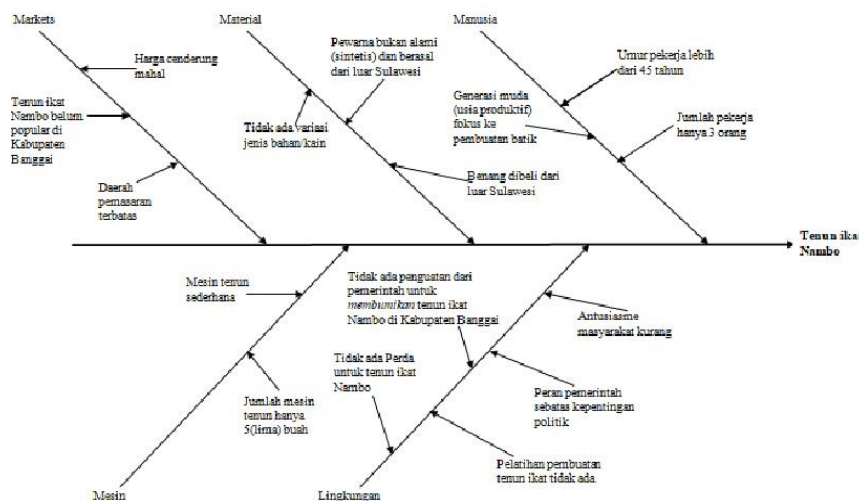 Markets
Material
Manusia
Harga cenderung
mahal
Pewarna bukan alami
(sintetis) dan berasal
dari luar Sulawesi
Umur pekerja lebih
dari 45 tahun
Tenun ikat
Nambo belum
popular di
Kabupaten
Banggai
Tidak ada variasi
jenis bahan/kain
Generasi muda
(usia produktif)
fokus ke
pembuatan batik
Jumlah pekerja
hanya 3 orang
Daerah
pemasaran
terbatas
Benang dibeli dari
luar Sulawesi
Tenun ikat
Nambo
Mesin tenun
sederhana
Tidak ada penguatan dari
pemerintah untuk
membumikan tenun ikat
Nambo di Kabupaten Banggai
Antusiasme
masyarakat kurang
Tidak ada Perda
untuk tenun ikat
Nambo
Jumlah mesin
tenun hanya
5(lima) buah
Peran pemerintah
sebatas kepentingan
politik
Pelatihan pembuatan
tenun ikat tidak ada
Mesin
Lingkungan